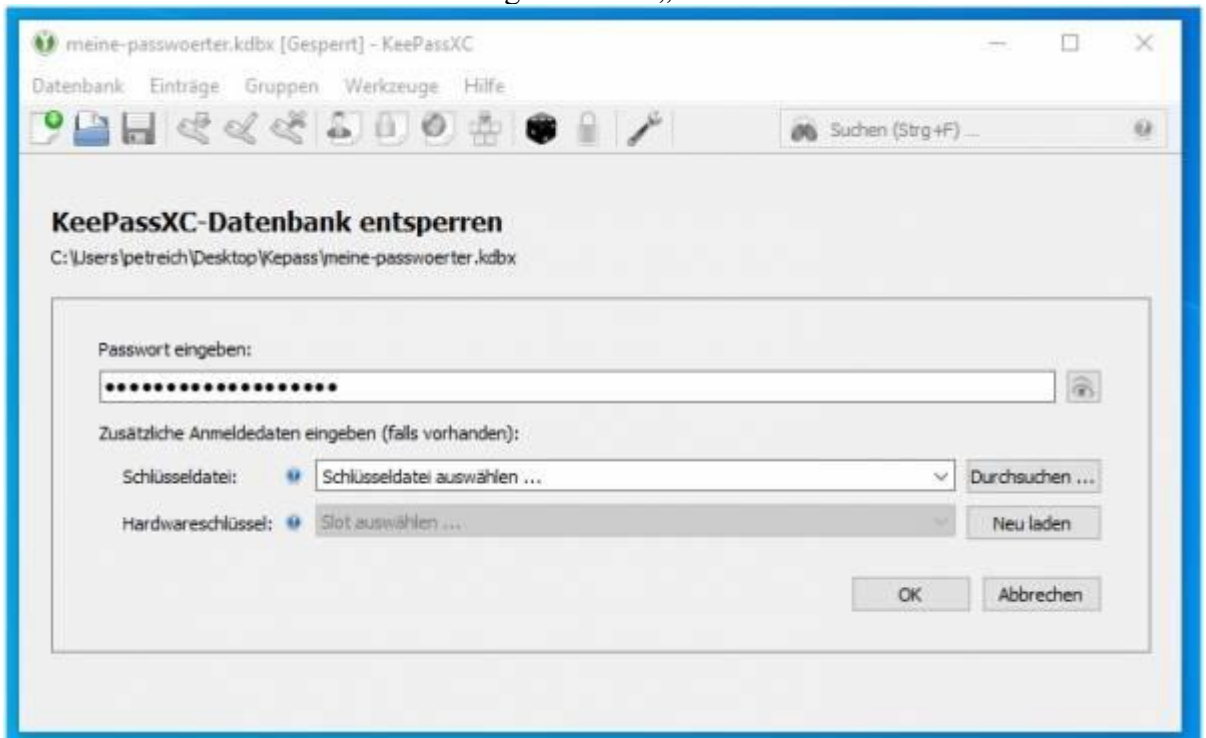 meine-passwoerter.kdbx [Gesperrt] - KeePassXC
Datenbank Einträge Gruppen Werkzeuge Hilfe
Suchen (Strg+F) ...
KeePassXC-Datenbank entsperren
C:\Users\petreich\Desktop\Kepass\meine-passwoerter.kdbx
Passwort eingeben:
Zusätzliche Anmeldedaten eingeben (falls vorhanden):
Schlüsseldatei: Schlüsseldatei auswählen ... Durchsuchen ...
Hardwareschlüssel: Slot auswählen ... Neu laden
OK Abbrechen